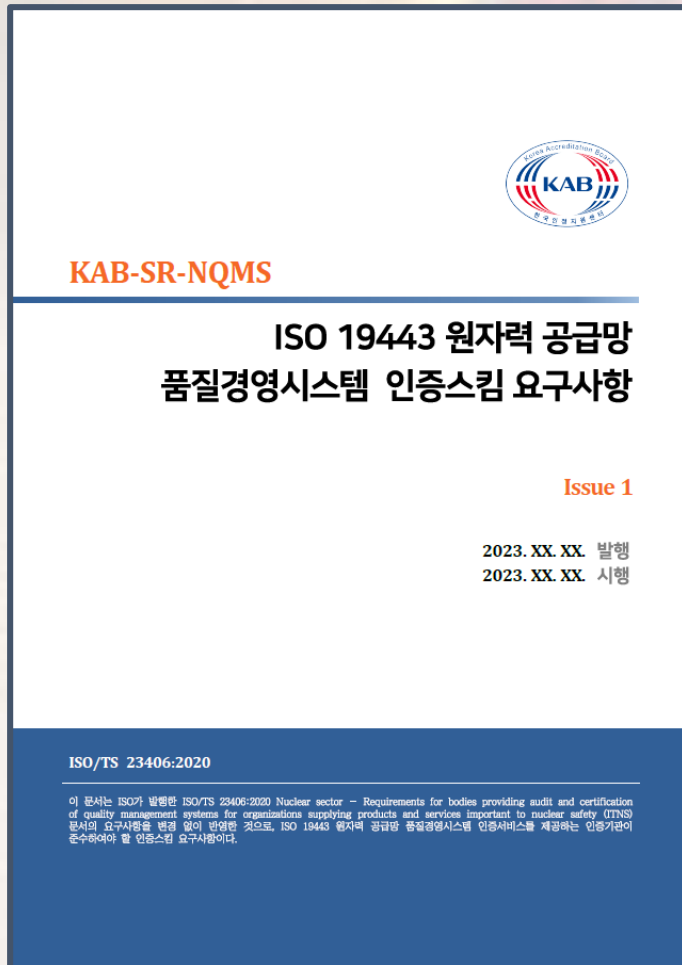 Korea Accreditation Board
KAB
한국인정지원센터
KAB-SR-NQMS
ISO 19443 원자력 공급망
품질경영시스템 인증스킴 요구사항
Issue 1
2023. XX. XX. 발행
2023. XX. XX. 시행
ISO/TS 23406:2020
이 문서는 ISO가 발행한 ISO/TS 23406:2020 Nuclear sector – Requirements for bodies providing audit and certification
of quality management systems for organizations supplying products and services important to nuclear safety (ITNS)
문서의 요구사항을 변경 없이 반영한 것으로, ISO 19443 원자력 공급망 품질경영시스템 인증서비스를 제공하는 인증기관이
준수하여야 할 인증스킴 요구사항이다.